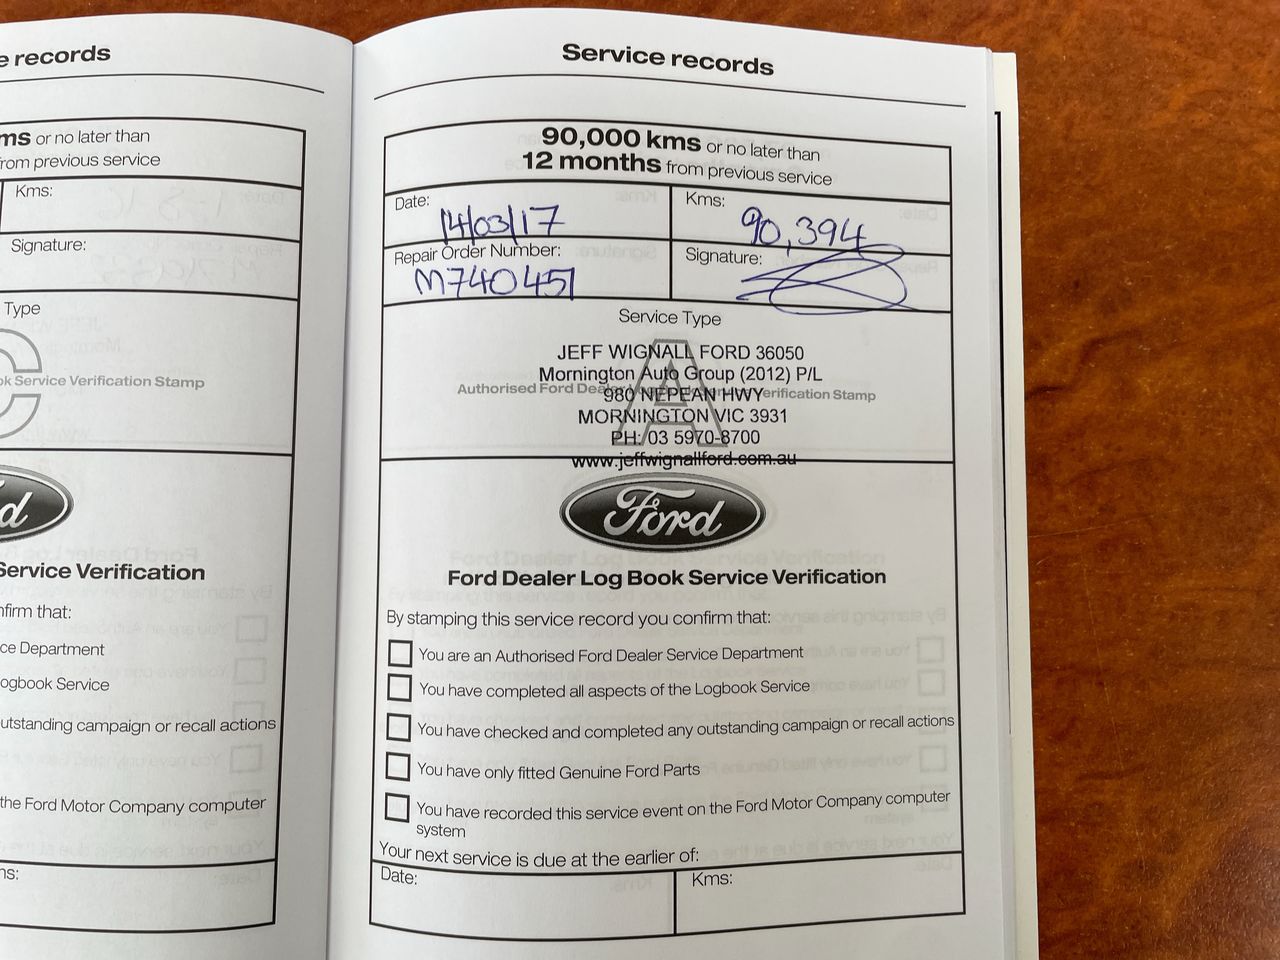 e records
ms or no later than
rom previous service
Kms:
Signature:
Type
ok Service Verification Stamp
C
d
Service Verification
nfirm that:
ce Department
ogbook Service
utstanding campaign or recall actions
the Ford Motor Company computer
ns:
Service records
90,000 kms or no later than
12 months from previous service
Date: 14/03/17
Kms: 90,394
Repair Order Number: M740451
Signature:
Service Type
A
JEFF WIGNALL FORD 36050
Mornington Auto Group (2012) P/L
Authorised Ford Dealer Log Book Service Verification Stamp
980 NEPEAN HWY
MORNINGTON VIC 3931
PH: 03 5970-8700
www.jeffwignallford.com.au
Ford
Ford Dealer Log Book Service Verification
By stamping this service record you confirm that:
You are an Authorised Ford Dealer Service Department
You have completed all aspects of the Logbook Service
You have checked and completed any outstanding campaign or recall actions
You have only fitted Genuine Ford Parts
You have recorded this service event on the Ford Motor Company computer
system
Your next service is due at the earlier of:
Date:
Kms: